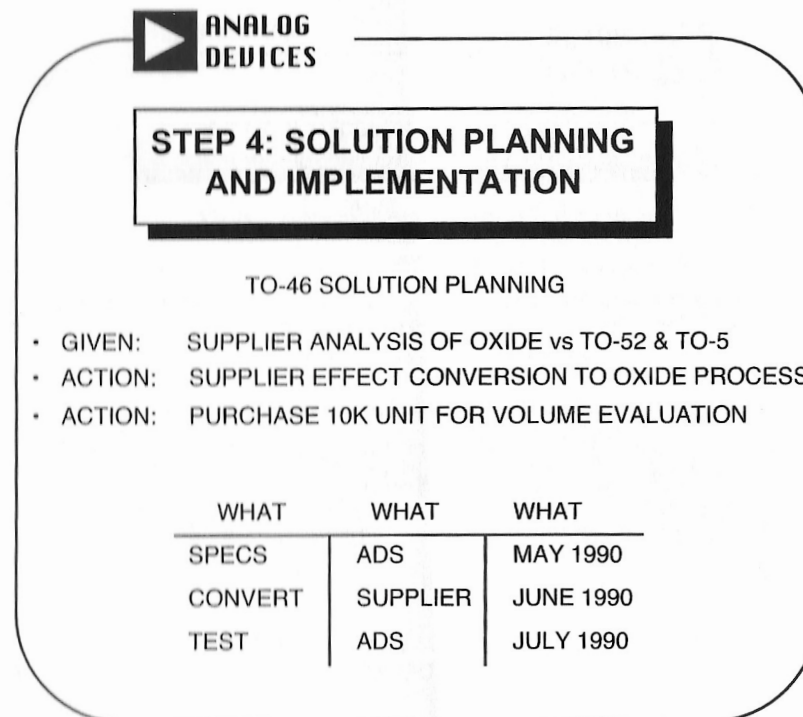 ANALOG
DEVICES
STEP 4: SOLUTION PLANNING
AND IMPLEMENTATION
TO-46 SOLUTION PLANNING
· GIVEN: SUPPLIER ANALYSIS OF OXIDE vs TO-52 & TO-5
· ACTION: SUPPLIER EFFECT CONVERSION TO OXIDE PROCESS
· ACTION: PURCHASE 10K UNIT FOR VOLUME EVALUATION
WHAT WHAT WHAT
SPECS ADS MAY 1990
CONVERT SUPPLIER JUNE 1990
TEST ADS JULY 1990